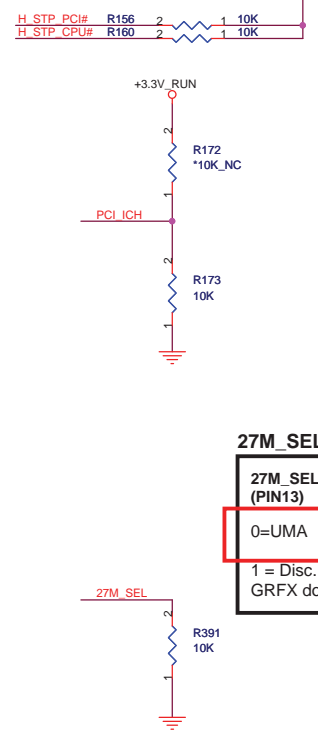 H_STP_PCI# R156 2 1 10K
H_STP_CPU# R160 2 1 10K
+3.3V_RUN
2
R172
*10K_NC
1
PCI_ICH
2
R173
10K
1
27M_SEL
27M_SEL
(PIN13)
0=UMA
1 = Disc.
GRFX do
27M_SEL
2
R391
10K
1